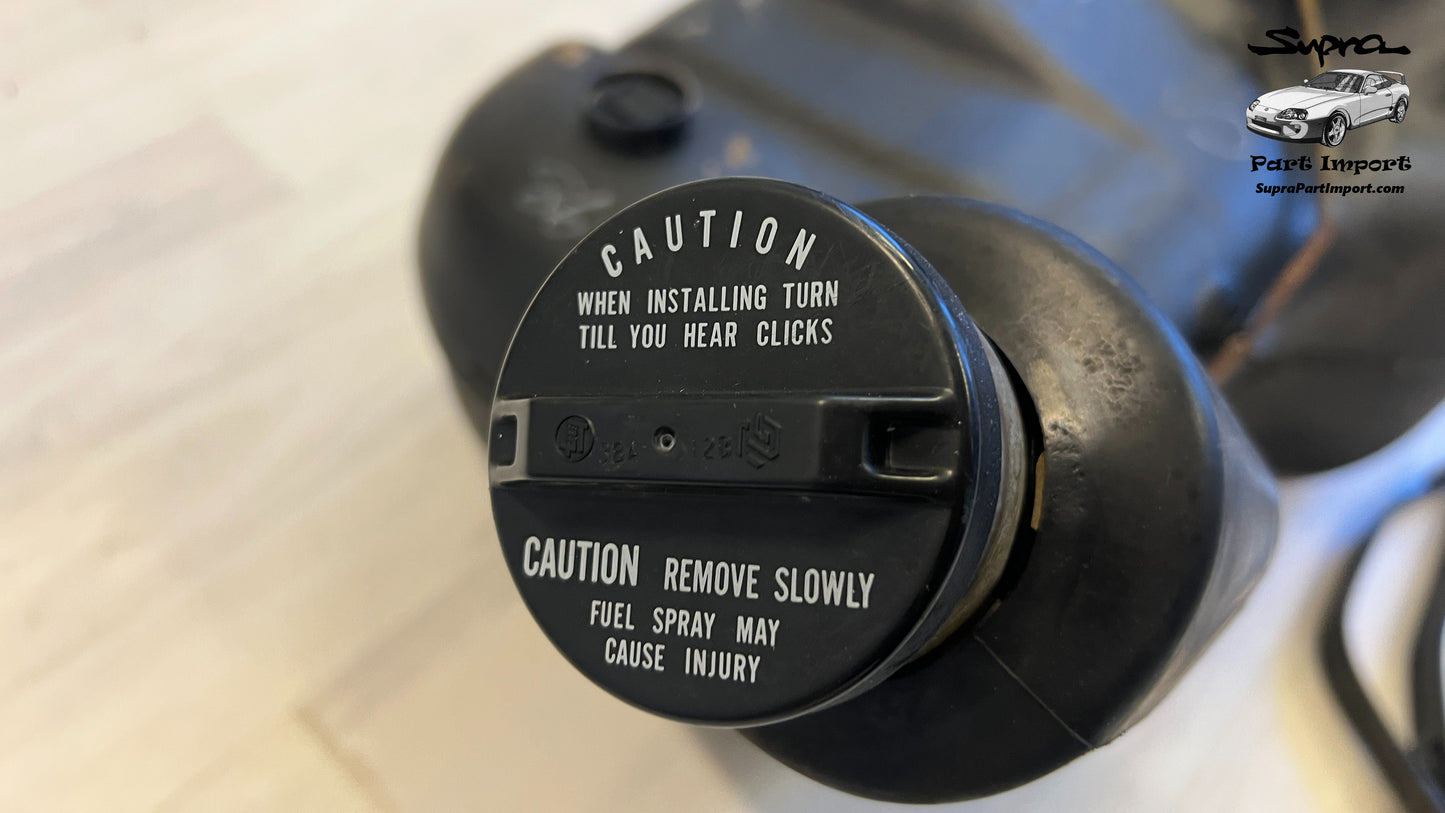 Supra
Part Import
SupraPartImport.com
CAUTION
WHEN INSTALLING TURN
TILL YOU HEAR CLICKS
CAUTION REMOVE SLOWLY
FUEL SPRAY MAY
CAUSE INJURY